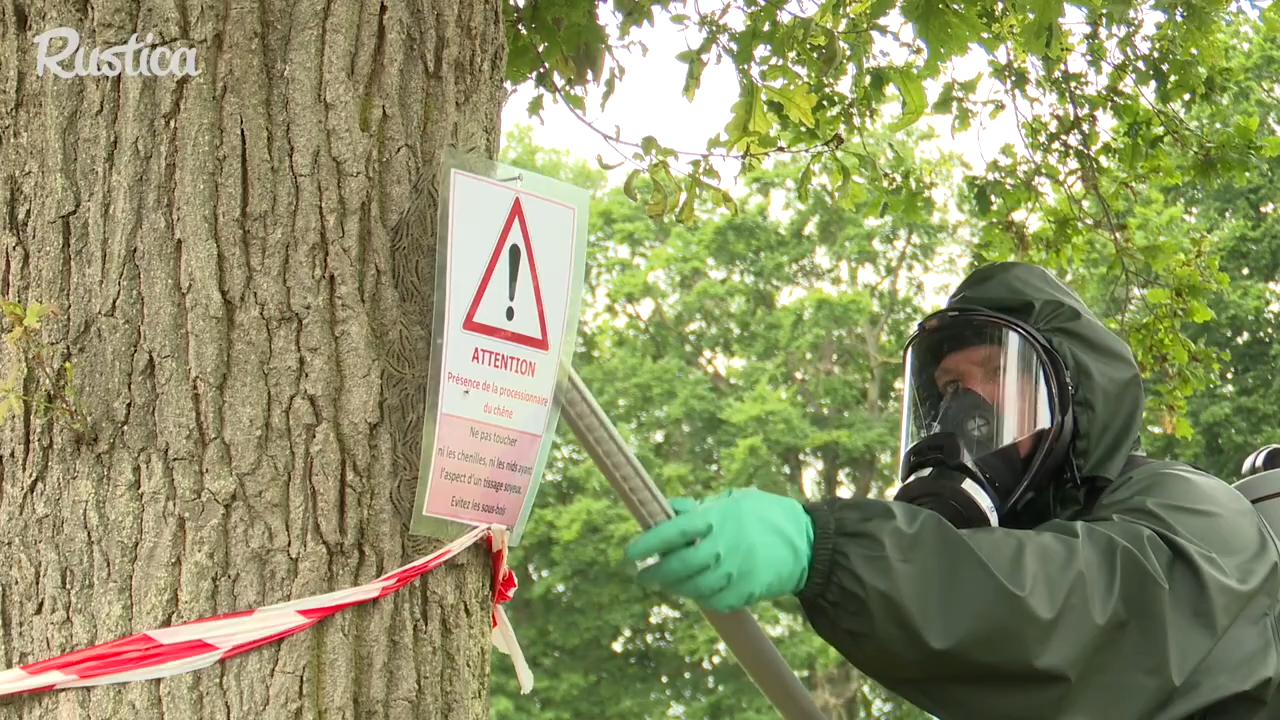 Rustica
ATTENTION
Présence de la processionnaire
du chêne
Ne pas toucher
ni les chenilles, ni les nids ayant
l'aspect d'un tissage soyeux.
Evitez les sous-bois